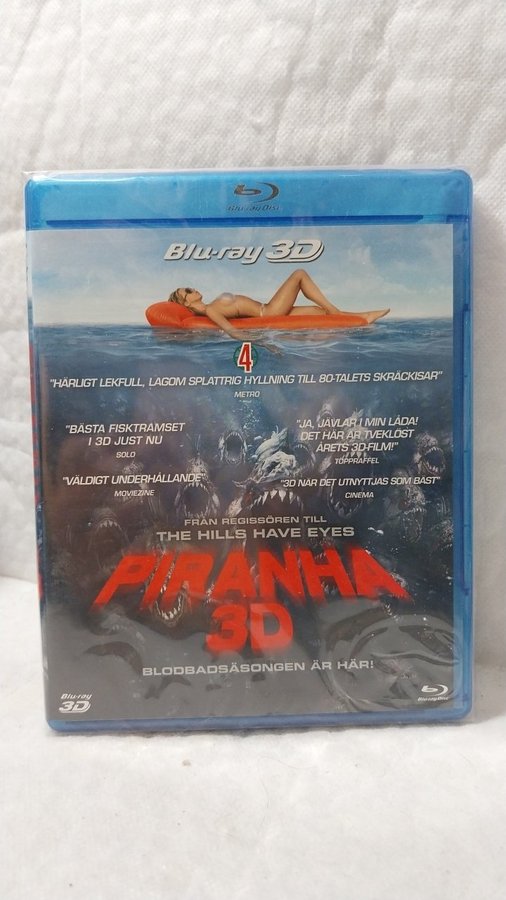 Blu-ray Disc
Blu-ray 3D
4
"HÄRLIGT LEKFULL, LAGOM SPLATTRIG HYLLNING TILL 80-TALETS SKRÄCKISAR"
METRO
"BÄSTA FISKTRAMSET
I 3D JUST NU
SOLO
"JA, JÄVLAR I MIN LÅDA!
DET HÄR ÄR TVEKLÖST
ÅRETS 3D-FILM!"
TOPPRAFFEL
"VÄLDIGT UNDERHÅLLANDE"
MOVIEZINE
"3D NÄR DET UTNYTTJAS SOM BÄST"
CINEMA
FRÅN REGISSÖREN TILL
THE HILLS HAVE EYES
PIRANHA
3D
BLODBADSÄSONGEN ÄR HÄR!
Blu-ray
3D
Blu-ray Disc